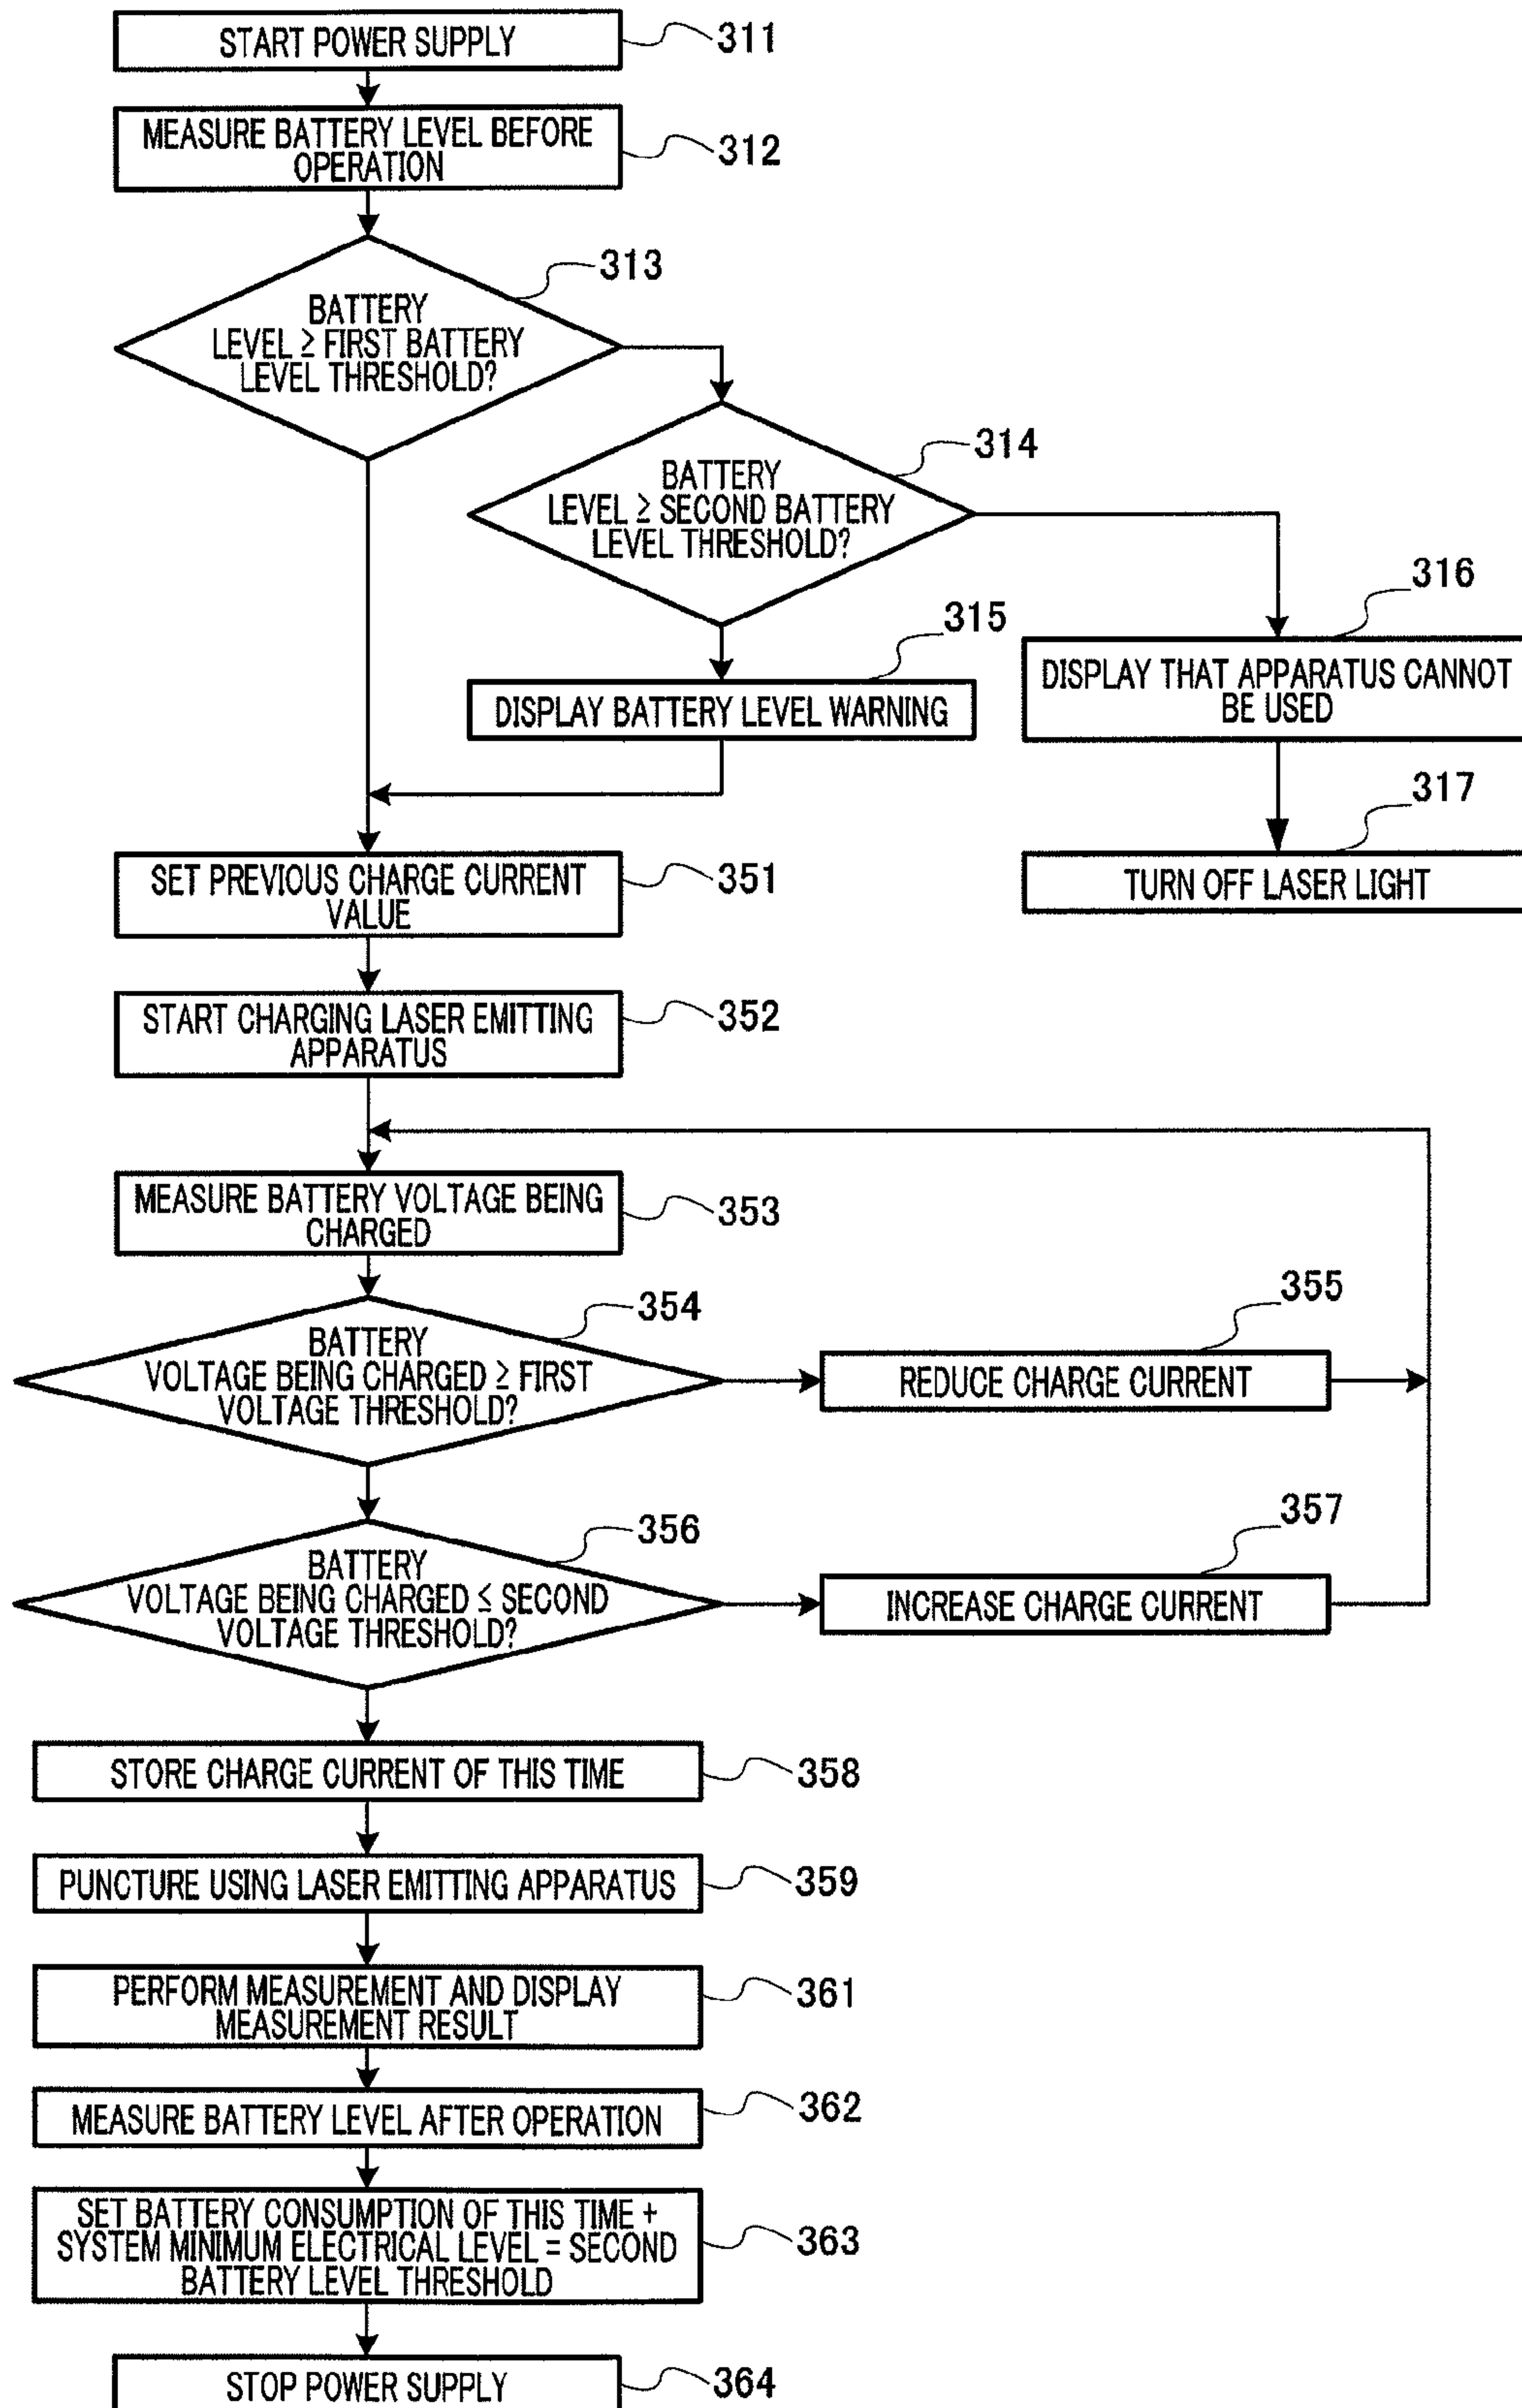 START POWER SUPPLY
311
MEASURE BATTERY LEVEL BEFORE
OPERATION
312
313
BATTERY
LEVEL ≥ FIRST BATTERY
LEVEL THRESHOLD?
314
BATTERY
LEVEL ≥ SECOND BATTERY
LEVEL THRESHOLD?
315
DISPLAY BATTERY LEVEL WARNING
316
DISPLAY THAT APPARATUS CANNOT
BE USED
317
TURN OFF LASER LIGHT
SET PREVIOUS CHARGE CURRENT
VALUE
351
START CHARGING LASER EMITTING
APPARATUS
352
MEASURE BATTERY VOLTAGE BEING
CHARGED
353
354
BATTERY
VOLTAGE BEING CHARGED ≥ FIRST
VOLTAGE THRESHOLD?
355
REDUCE CHARGE CURRENT
356
BATTERY
VOLTAGE BEING CHARGED ≤ SECOND
VOLTAGE THRESHOLD?
357
INCREASE CHARGE CURRENT
STORE CHARGE CURRENT OF THIS TIME
358
PUNCTURE USING LASER EMITTING APPARATUS
359
PERFORM MEASUREMENT AND DISPLAY
MEASUREMENT RESULT
361
MEASURE BATTERY LEVEL AFTER OPERATION
362
SET BATTERY CONSUMPTION OF THIS TIME +
SYSTEM MINIMUM ELECTRICAL LEVEL = SECOND
BATTERY LEVEL THRESHOLD
363
STOP POWER SUPPLY
364